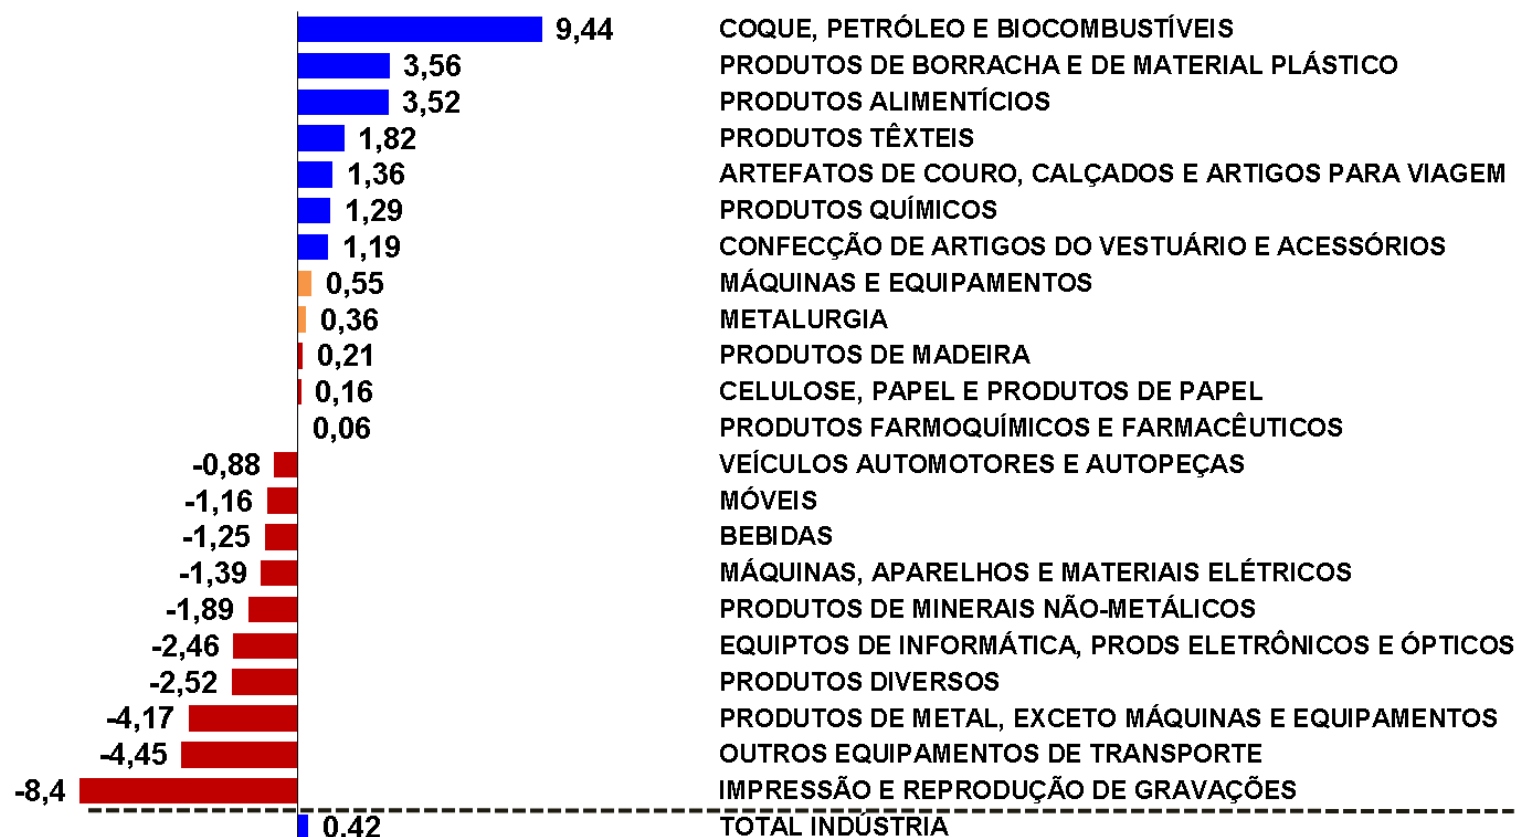 9,44 COQUE, PETRÓLEO E BIOCOMBUSTÍVEIS
3,56 PRODUTOS DE BORRACHA E DE MATERIAL PLÁSTICO
3,52 PRODUTOS ALIMENTÍCIOS
1,82 PRODUTOS TÊXTEIS
1,36 ARTEFATOS DE COURO, CALÇADOS E ARTIGOS PARA VIAGEM
1,29 PRODUTOS QUÍMICOS
1,19 CONFECÇÃO DE ARTIGOS DO VESTUÁRIO E ACESSÓRIOS
0,55 MÁQUINAS E EQUIPAMENTOS
0,36 METALURGIA
0,21 PRODUTOS DE MADEIRA
0,16 CELULOSE, PAPEL E PRODUTOS DE PAPEL
0,06 PRODUTOS FARMOQUÍMICOS E FARMACÊUTICOS
-0,88 VEÍCULOS AUTOMOTORES E AUTOPEÇAS
-1,16 MÓVEIS
-1,25 BEBIDAS
-1,39 MÁQUINAS, APARELHOS E MATERIAIS ELÉTRICOS
-1,89 PRODUTOS DE MINERAIS NÃO-METÁLICOS
-2,46 EQUIPTOS DE INFORMÁTICA, PRODS ELETRÔNICOS E ÓPTICOS
-2,52 PRODUTOS DIVERSOS
-4,17 PRODUTOS DE METAL, EXCETO MÁQUINAS E EQUIPAMENTOS
-4,45 OUTROS EQUIPAMENTOS DE TRANSPORTE
-8,4 IMPRESSÃO E REPRODUÇÃO DE GRAVAÇÕES
0,42 TOTAL INDÚSTRIA